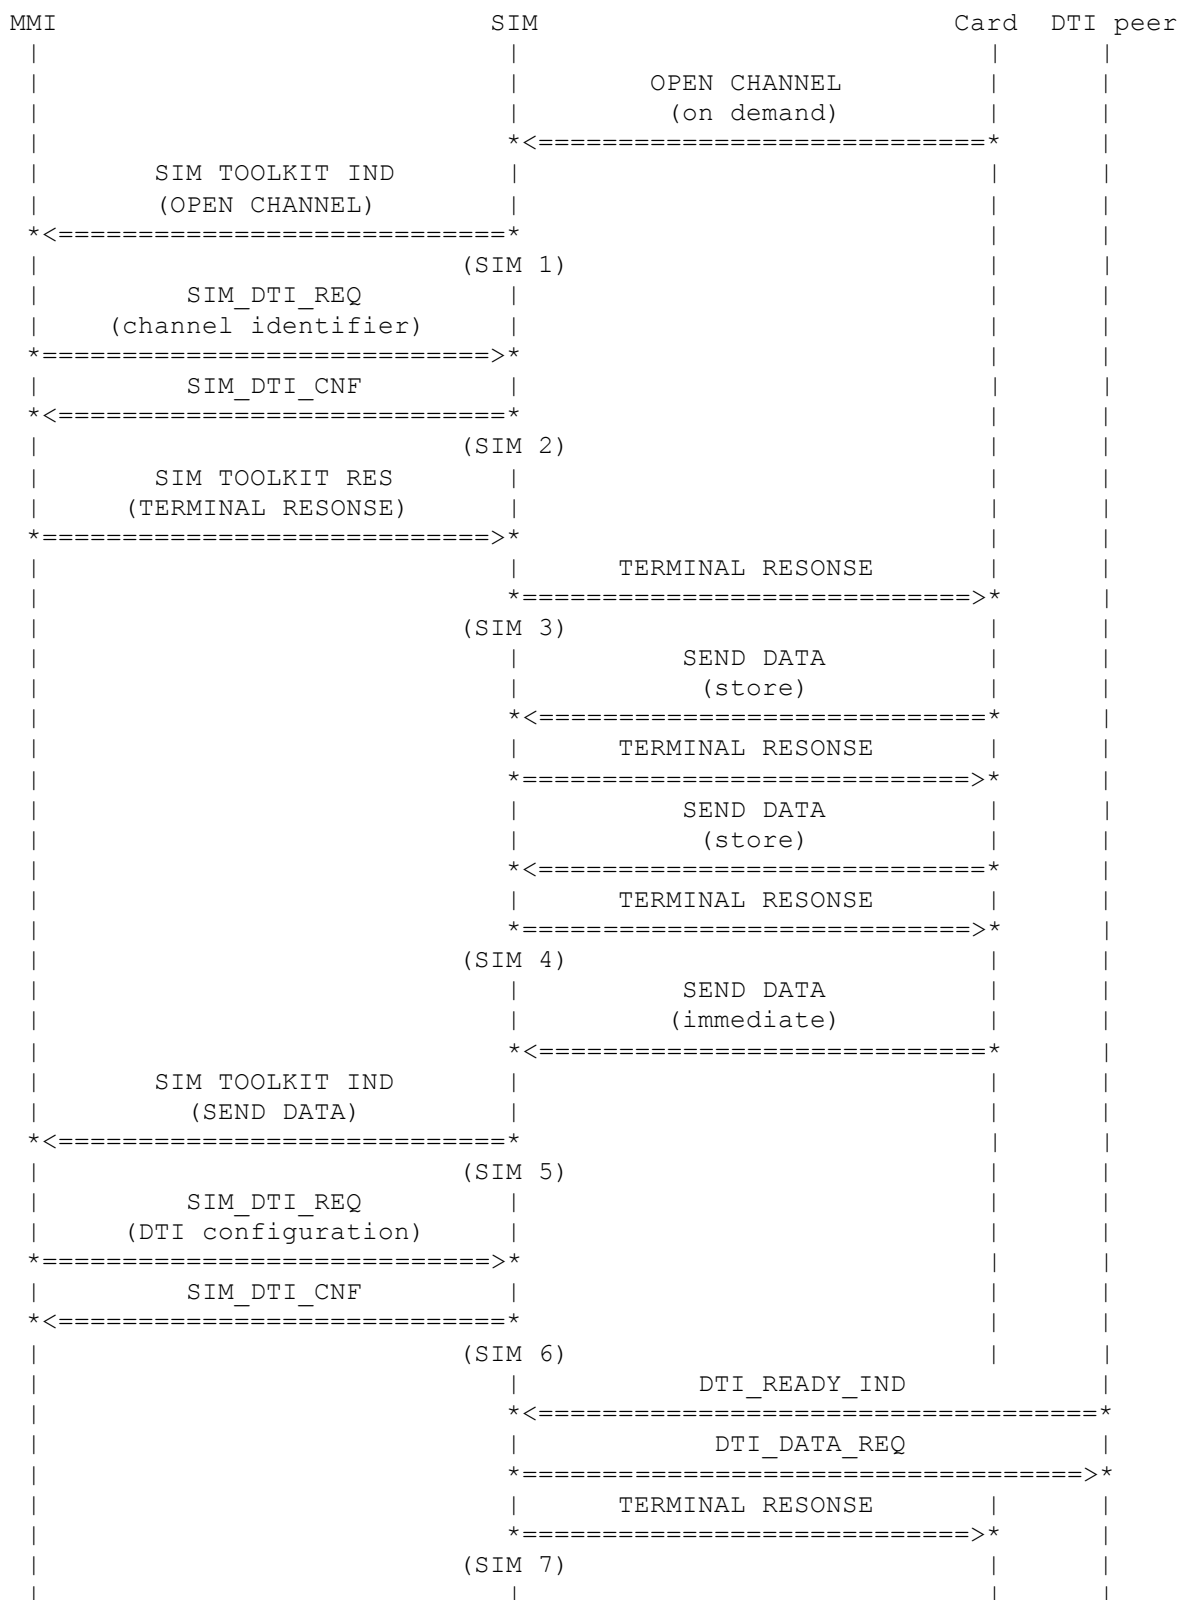 MMI SIM Card DTI peer
OPEN CHANNEL
(on demand)
SIM TOOLKIT IND
(OPEN CHANNEL)
(SIM 1)
SIM_DTI_REQ
(channel identifier)
SIM_DTI_CNF
(SIM 2)
SIM TOOLKIT RES
(TERMINAL RESONSE)
TERMINAL RESONSE
(SIM 3)
SEND DATA
(store)
TERMINAL RESONSE
SEND DATA
(store)
TERMINAL RESONSE
(SIM 4)
SEND DATA
(immediate)
SIM TOOLKIT IND
(SEND DATA)
(SIM 5)
SIM_DTI_REQ
(DTI configuration)
SIM_DTI_CNF
(SIM 6)
DTI_READY_IND
DTI_DATA_REQ
TERMINAL RESONSE
(SIM 7)